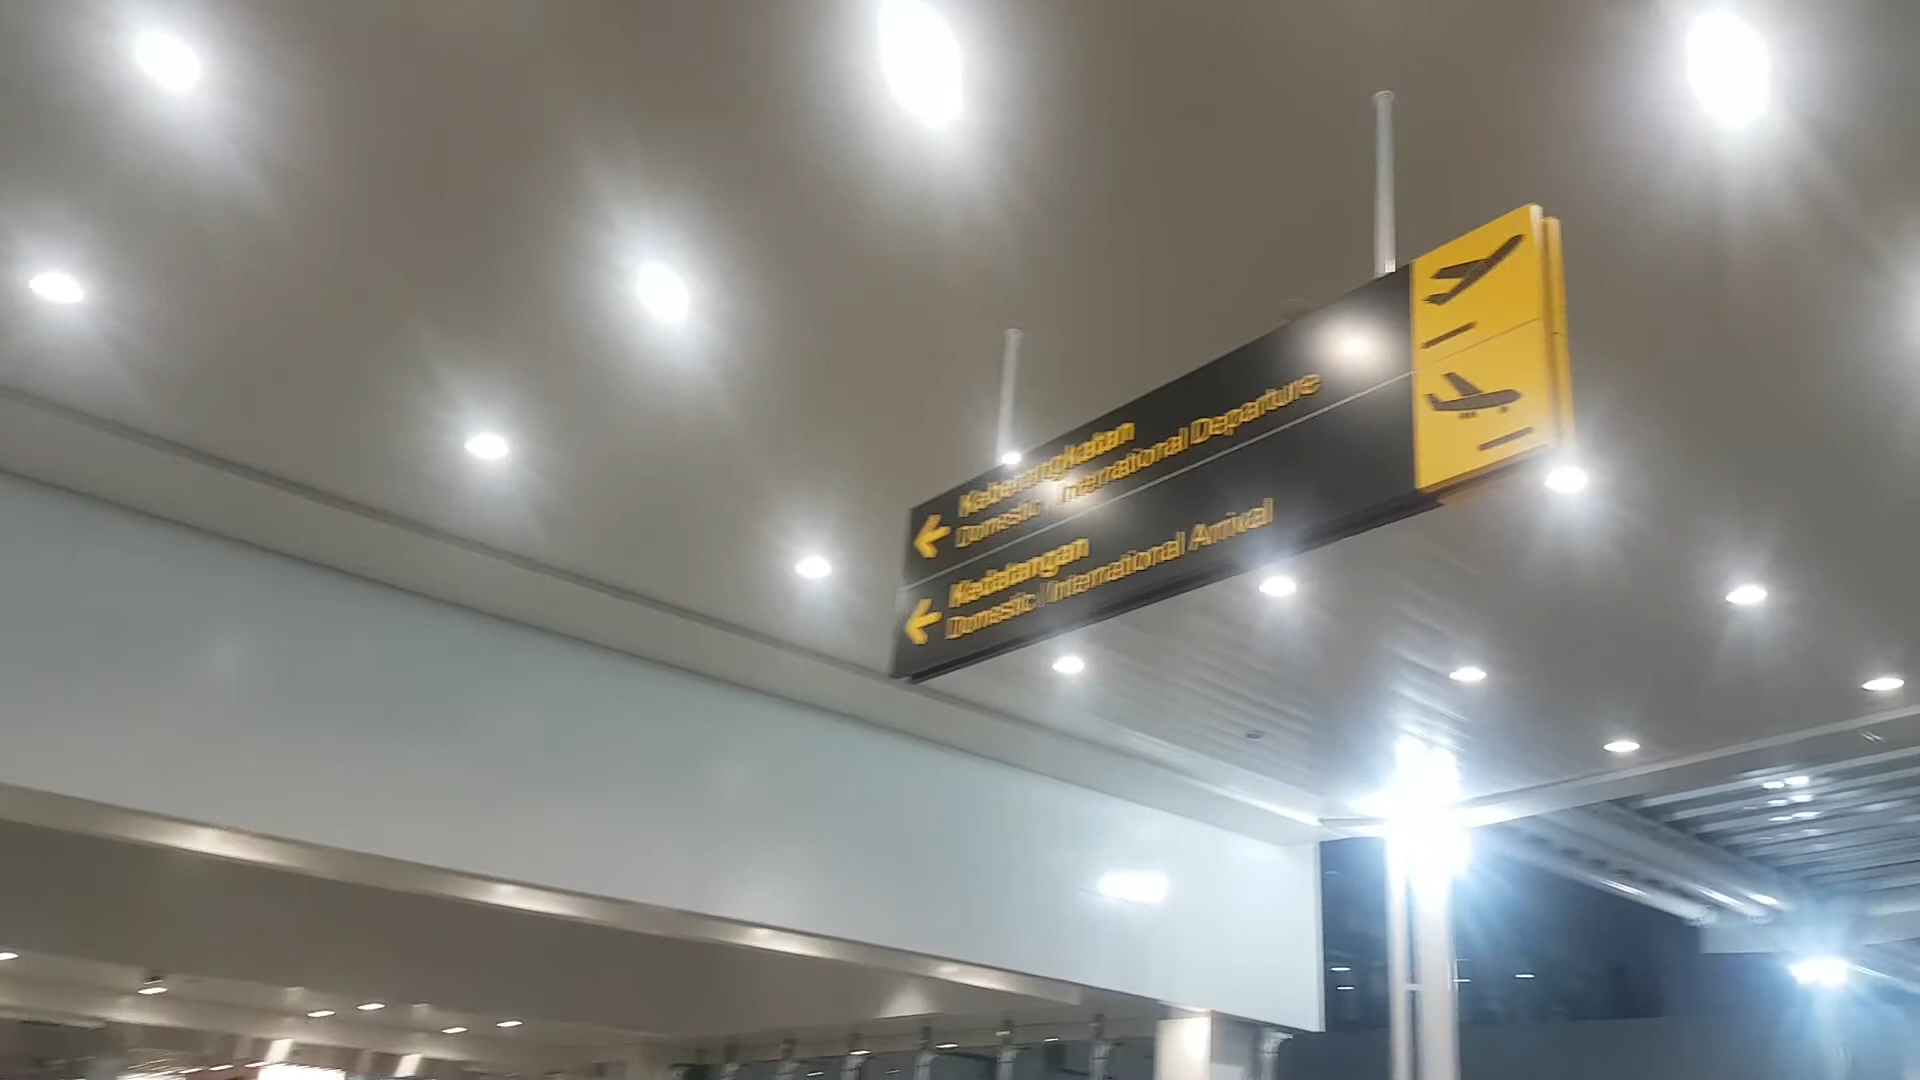 Keberangkatan
Domestic / International Departure
Kedatangan
Domestic / International Arrival